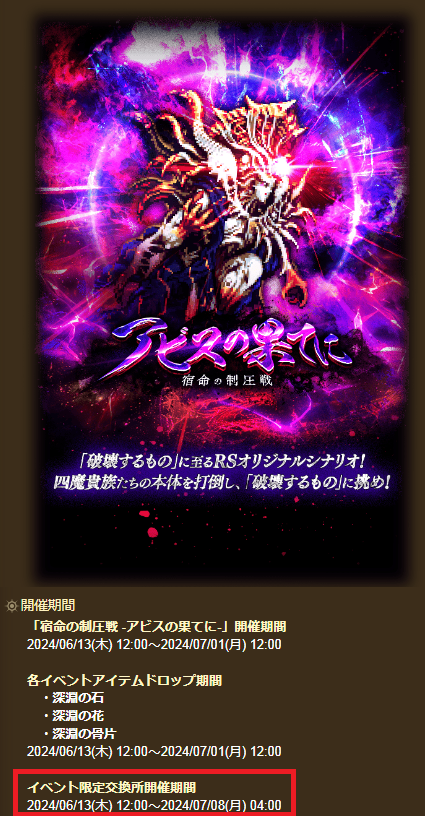 アビスの果てに
宿命の制圧戦
「破壊するもの」に至るRSオリジナルシナリオ!
四魔貴族たちの本体を打倒し、「破壊するもの」に挑め!
開催期間
「宿命の制圧戦 -アビスの果てに-」開催期間
2024/06/13(木) 12:00～2024/07/01(月) 12:00
各イベントアイテムドロップ期間
・深淵の石
・深淵の花
・深淵の骨片
2024/06/13(木) 12:00～2024/07/01(月) 12:00
イベント限定交換所開催期間
2024/06/13(木) 12:00～2024/07/08(月) 04:00